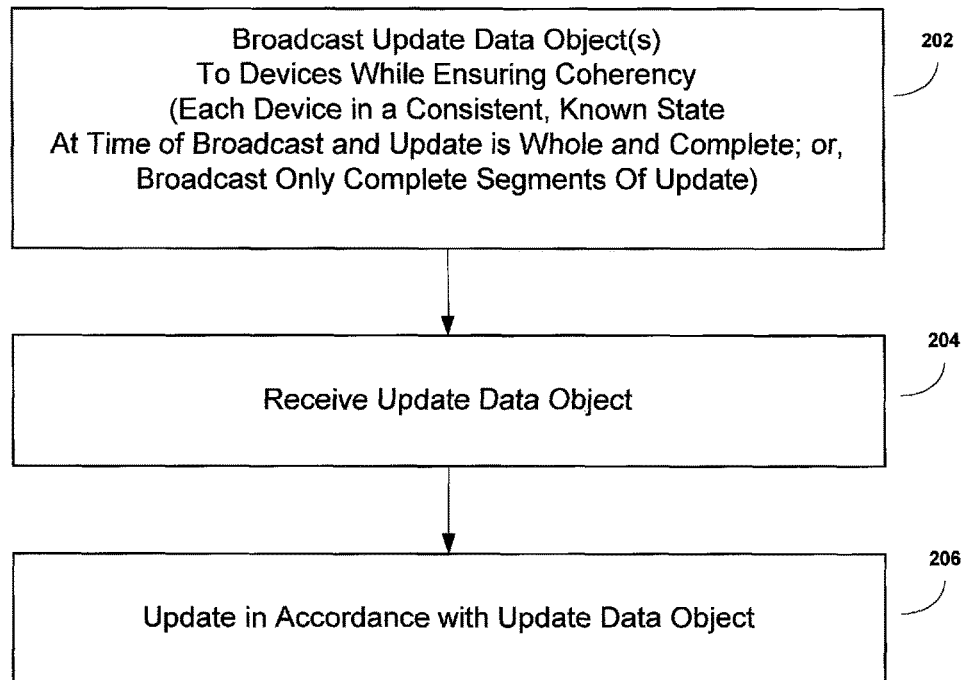 Broadcast Update Data Object(s)
To Devices While Ensuring Coherency
(Each Device in a Consistent, Known State
At Time of Broadcast and Update is Whole and Complete; or,
Broadcast Only Complete Segments Of Update)
202
Receive Update Data Object
204
Update in Accordance with Update Data Object
206